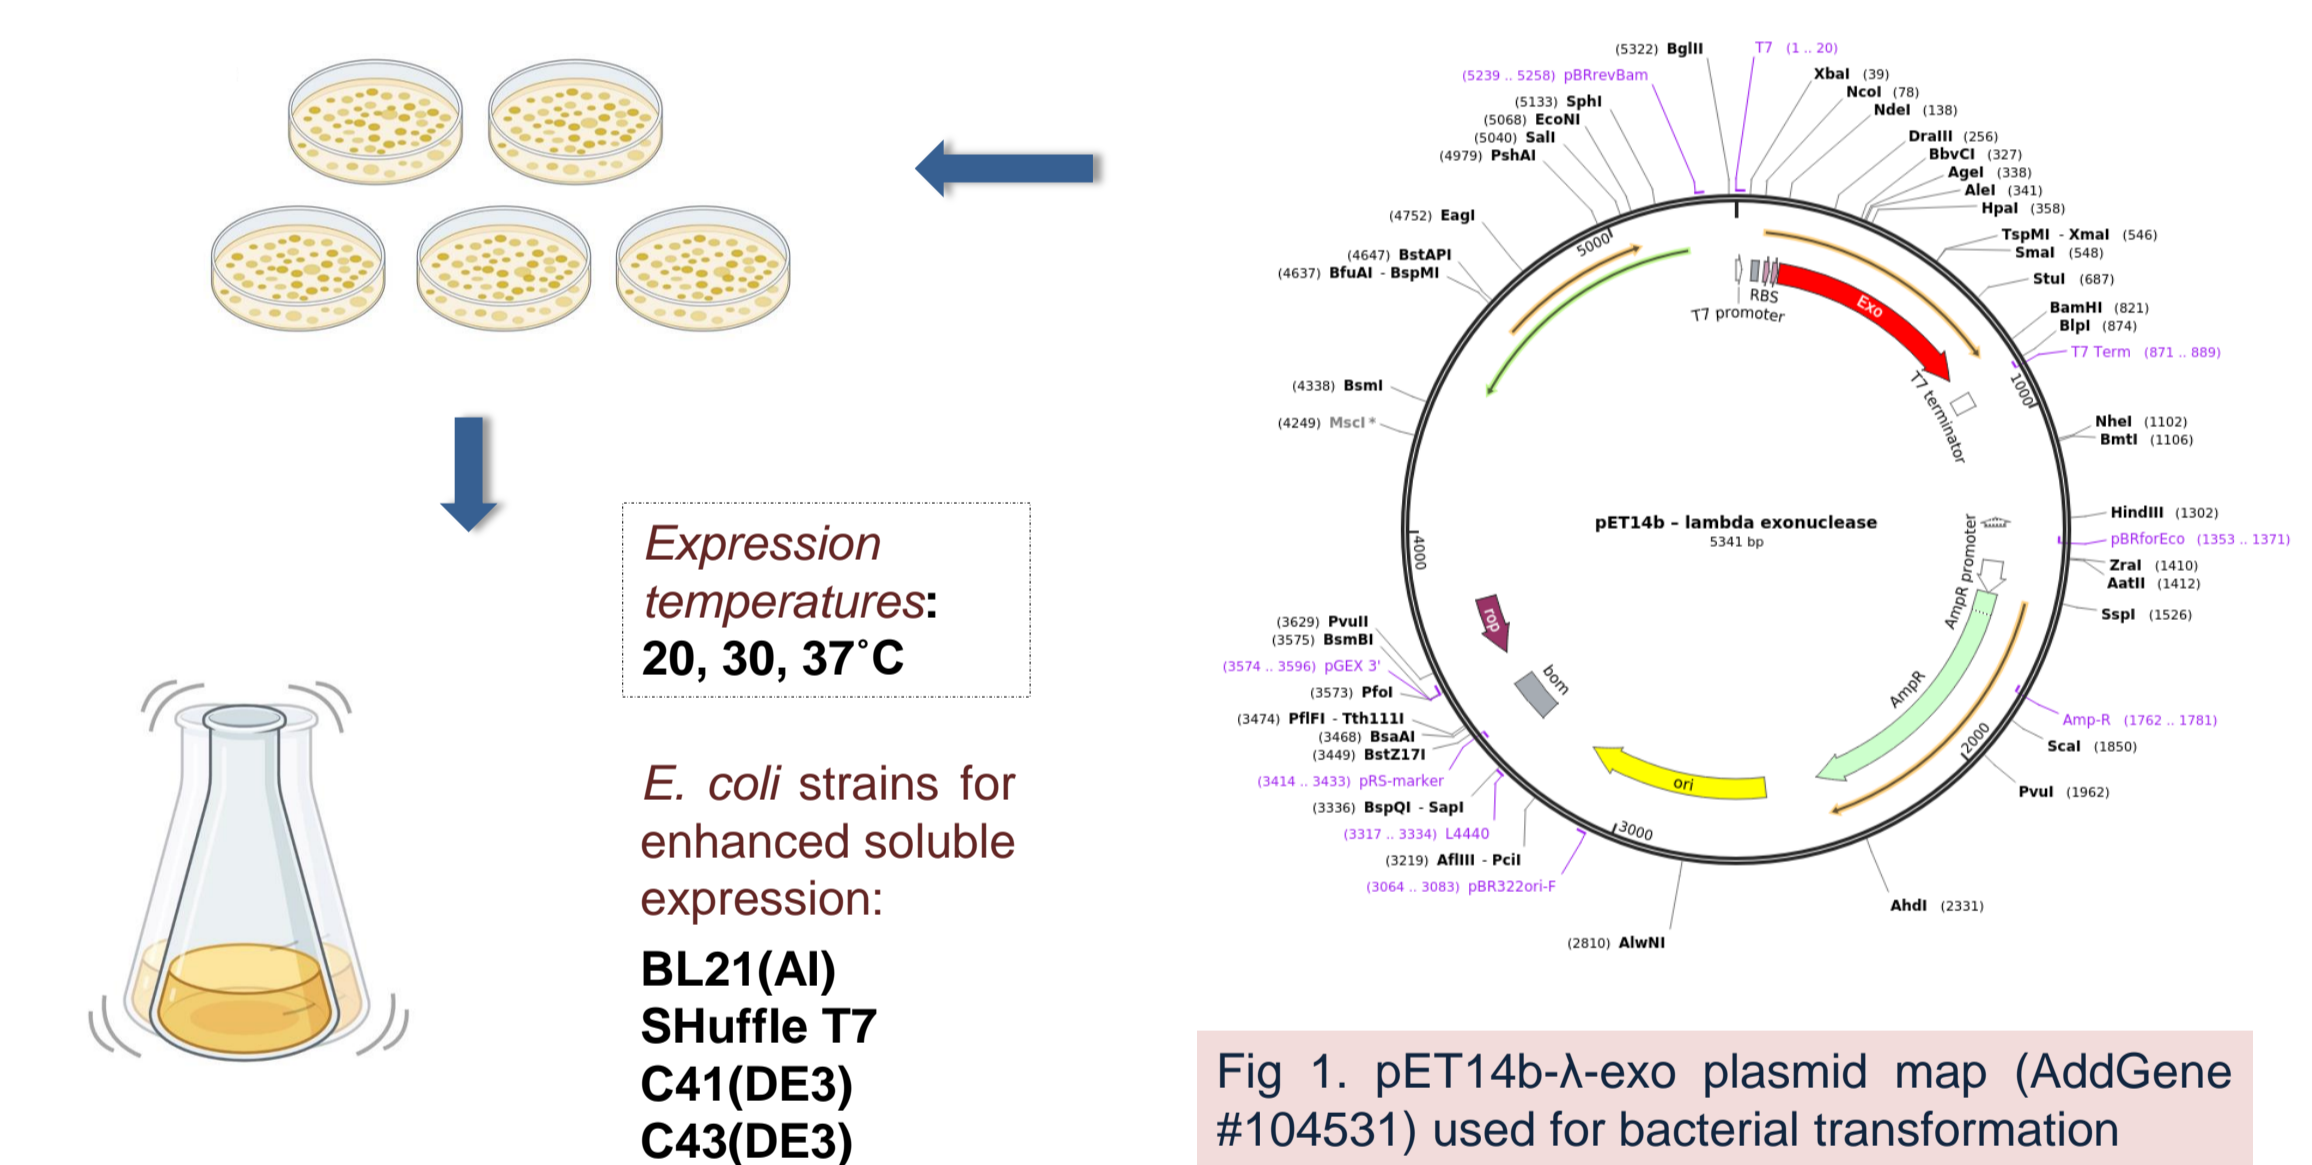 Expression
temperatures:
20, 30, 37˚C
E. coli strains for
enhanced soluble
expression:
BL21(AI)
SHuffle T7
C41(DE3)
C43(DE3)
(5322) BglII
T7 (1 .. 20)
(5239 .. 5258) pBRrevBam
XbaI (39)
NcoI (78)
NdeI (138)
(5133) SphI
(5068) EcoNI
(5040) SalI
(4979) PshAI
DraIII (256)
BbvCI (327)
AgeI (338)
AleI (341)
HpaI (358)
(4752) EagI
TspMI - XmaI (546)
SmaI (548)
(4647) BstAPI
(4637) BfuAI - BspMI
StuI (687)
BamHI (821)
BlpI (874)
T7 Term (871 .. 889)
5000
RBS
T7 promoter
Exo
T7 terminator
1000
(4338) BsmI
(4249) MscI *
NheI (1102)
BmtI (1106)
pET14b - lambda exonuclease
5341 bp
HindIII (1302)
pBRforEco (1353 .. 1371)
ZraI (1410)
AatII (1412)
SspI (1526)
4000
AmpR promoter
rop
bom
AmpR
ori
(3629) PvuII
(3575) BsmBI
(3574 .. 3596) pGEX 3'
(3573) PfoI
(3474) PflFI - Tth111I
(3468) BsaAI
(3449) BstZ17I
(3414 .. 3433) pRS-marker
(3336) BspQI - SapI
(3317 .. 3334) L4440
(3219) AflIII - PciI
(3064 .. 3083) pBR322ori-F
3000
2000
Amp-R (1762 .. 1781)
ScaI (1850)
PvuI (1962)
AhdI (2331)
(2810) AlwNI
Fig 1. pET14b-λ-exo plasmid map (AddGene
#104531) used for bacterial transformation